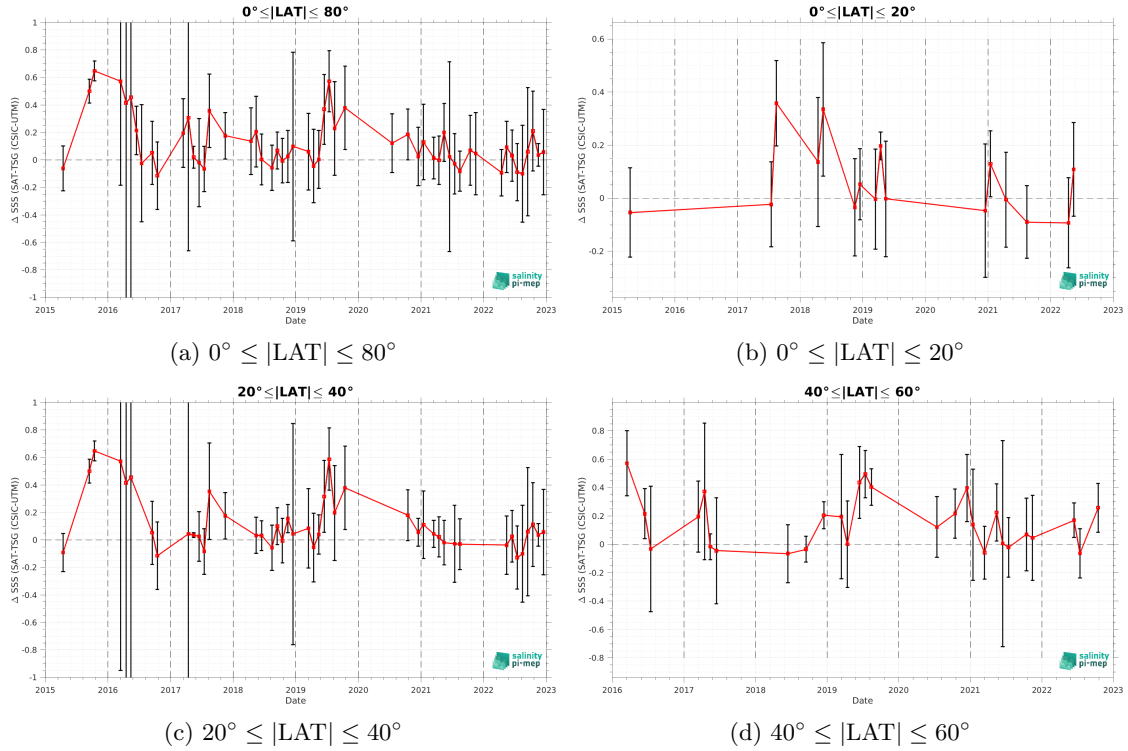 0°≤|LAT|≤ 80°
Δ SSS (SAT-TSG (CSIC-UTM))
1
0.8
0.6
0.4
0.2
0
-0.2
-0.4
-0.6
-0.8
-1
2015 2016 2017 2018 2019 2020 2021 2022 2023
Date
salinity
pi-mep
(a) 0° ≤ |LAT| ≤ 80°
0°≤|LAT|≤ 20°
Δ SSS (SAT-TSG (CSIC-UTM))
0.6
0.4
0.2
0
-0.2
2015 2016 2017 2018 2019 2020 2021 2022 2023
Date
salinity
pi-mep
(b) 0° ≤ |LAT| ≤ 20°
20°≤|LAT|≤ 40°
Δ SSS (SAT-TSG (CSIC-UTM))
1
0.8
0.6
0.4
0.2
0
-0.2
-0.4
-0.6
-0.8
-1
2015 2016 2017 2018 2019 2020 2021 2022 2023
Date
salinity
pi-mep
(c) 20° ≤ |LAT| ≤ 40°
40°≤|LAT|≤ 60°
Δ SSS (SAT-TSG (CSIC-UTM))
0.8
0.6
0.4
0.2
0
-0.2
-0.4
-0.6
-0.8
2016 2017 2018 2019 2020 2021 2022 2023
Date
salinity
pi-mep
(d) 40° ≤ |LAT| ≤ 60°